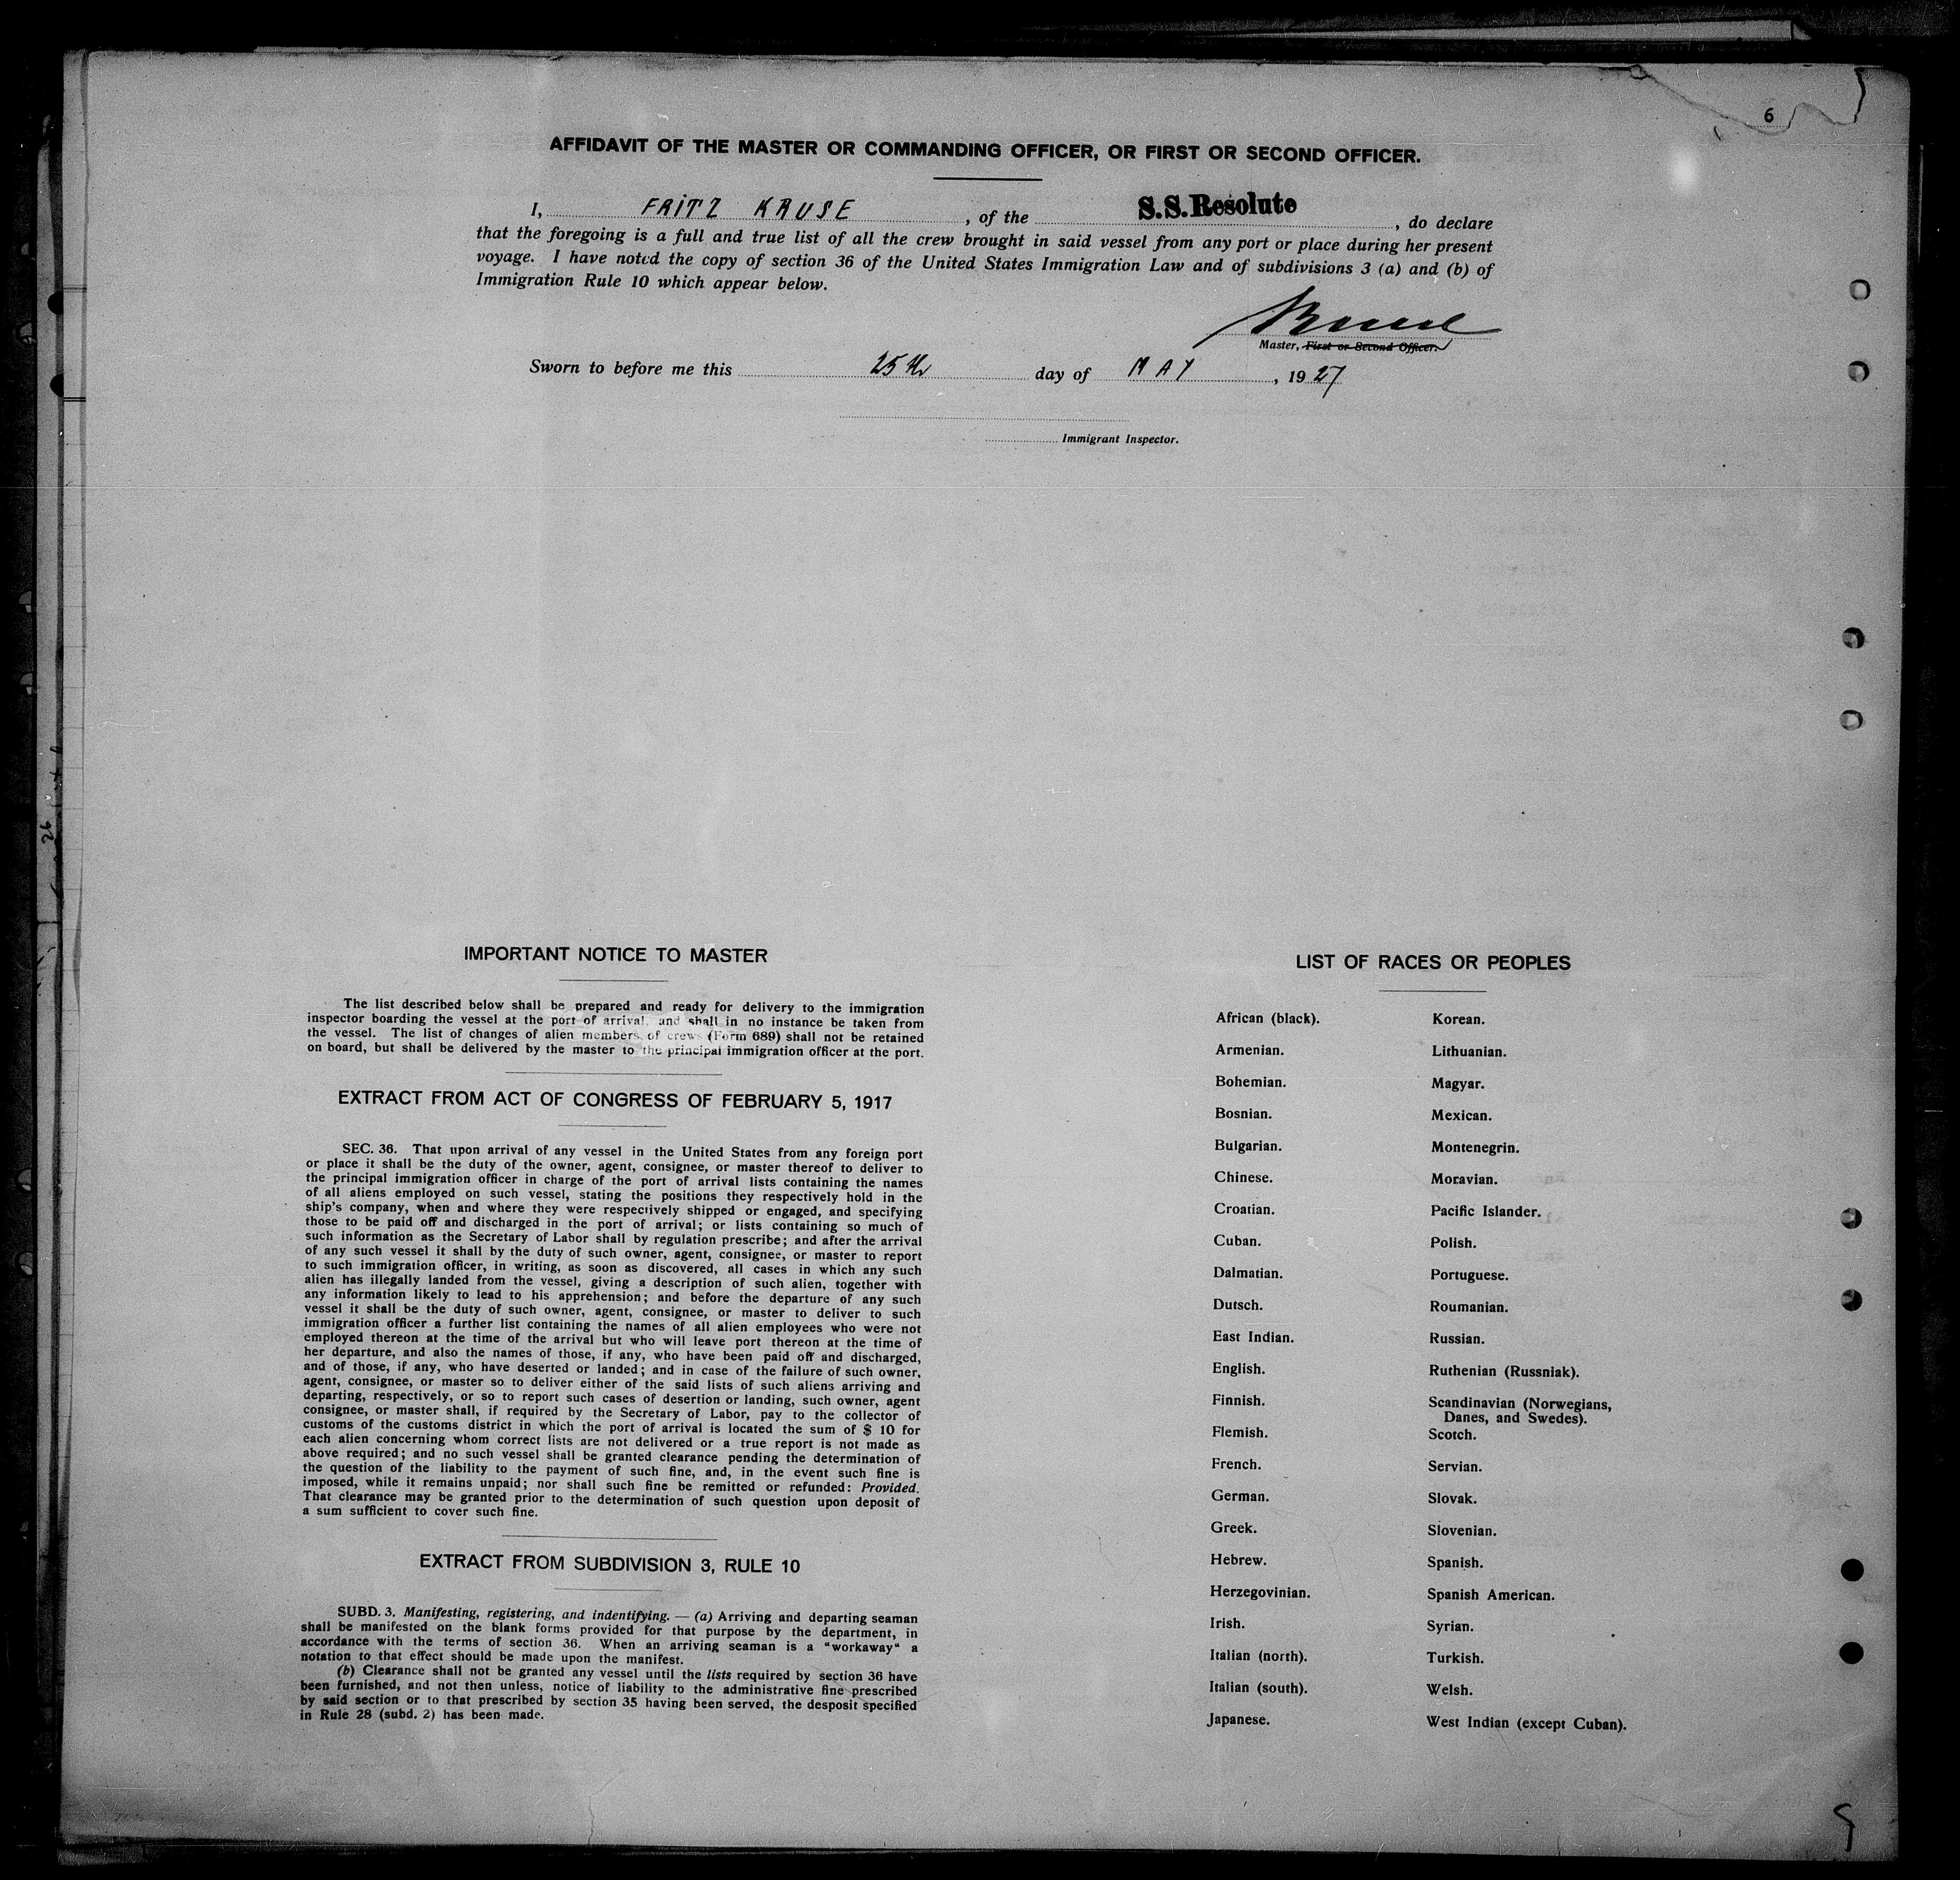 6
AFFIDAVIT OF THE MASTER OR COMMANDING OFFICER, OR FIRST OR SECOND OFFICER.
I, FRITZ KRUSE, of the S.S. Resolute, do declare
that the foregoing is a full and true list of all the crew brought in said vessel from any port or place during her present
voyage. I have noted the copy of section 36 of the United States Immigration Law and of subdivisions 3 (a) and (b) of
Immigration Rule 10 which appear below.
Kruse
Master, First or Second Officer.
Sworn to before me this 25th day of MAY, 1927
Immigrant Inspector.
26
IMPORTANT NOTICE TO MASTER
The list described below shall be prepared and ready for delivery to the immigration
inspector boarding the vessel at the port of arrival, and shall in no instance be taken from
the vessel. The list of changes of alien members of crews (Form 689) shall not be retained
on board, but shall be delivered by the master to the principal immigration officer at the port.
EXTRACT FROM ACT OF CONGRESS OF FEBRUARY 5, 1917
SEC. 36. That upon arrival of any vessel in the United States from any foreign port
or place it shall be the duty of the owner, agent, consignee, or master thereof to deliver to
the principal immigration officer in charge of the port of arrival lists containing the names
of all aliens employed on such vessel, stating the positions they respectively hold in the
ship's company, when and where they were respectively shipped or engaged, and specifying
those to be paid off and discharged in the port of arrival; or lists containing so much of
such information as the Secretary of Labor shall by regulation prescribe; and after the arrival
of any such vessel it shall by the duty of such owner, agent, consignee, or master to report
to such immigration officer, in writing, as soon as discovered, all cases in which any such
alien has illegally landed from the vessel, giving a description of such alien, together with
any information likely to lead to his apprehension; and before the departure of any such
vessel it shall be the duty of such owner, agent, consignee, or master to deliver to such
immigration officer a further list containing the names of all alien employees who were not
employed thereon at the time of the arrival but who will leave port thereon at the time of
her departure, and also the names of those, if any, who have been paid off and discharged,
and of those, if any, who have deserted or landed; and in case of the failure of such owner,
agent, consignee, or master so to deliver either of the said lists of such aliens arriving and
departing, respectively, or so to report such cases of desertion or landing, such owner, agent
consignee, or master shall, if required by the Secretary of Labor, pay to the collector of
customs of the customs district in which the port of arrival is located the sum of $ 10 for
each alien concerning whom correct lists are not delivered or a true report is not made as
above required; and no such vessel shall be granted clearance pending the determination of
the question of the liability to the payment of such fine, and, in the event such fine is
imposed, while it remains unpaid; nor shall such fine be remitted or refunded: Provided.
That clearance may be granted prior to the determination of such question upon deposit of
a sum sufficient to cover such fine.
EXTRACT FROM SUBDIVISION 3, RULE 10
SUBD. 3. Manifesting, registering, and indentifying. — (a) Arriving and departing seaman
shall be manifested on the blank forms provided for that purpose by the department, in
accordance with the terms of section 36. When an arriving seaman is a "workaway" a
notation to that effect should be made upon the manifest.
(b) Clearance shall not be granted any vessel until the lists required by section 36 have
been furnished, and not then unless, notice of liability to the administrative fine prescribed
by said section or to that prescribed by section 35 having been served, the desposit specified
in Rule 28 (subd. 2) has been made.
LIST OF RACES OR PEOPLES
African (black).
Armenian.
Bohemian.
Bosnian.
Bulgarian.
Chinese.
Croatian.
Cuban.
Dalmatian.
Dutsch.
East Indian.
English.
Finnish.
Flemish.
French.
German.
Greek.
Hebrew.
Herzegovinian.
Irish.
Italian (north).
Italian (south).
Japanese.
Korean.
Lithuanian.
Magyar.
Mexican.
Montenegrin.
Moravian.
Pacific Islander.
Polish.
Portuguese.
Roumanian.
Russian.
Ruthenian (Russniak).
Scandinavian (Norwegians,
Danes, and Swedes).
Scotch.
Servian.
Slovak.
Slovenian.
Spanish.
Spanish American.
Syrian.
Turkish.
Welsh.
West Indian (except Cuban).